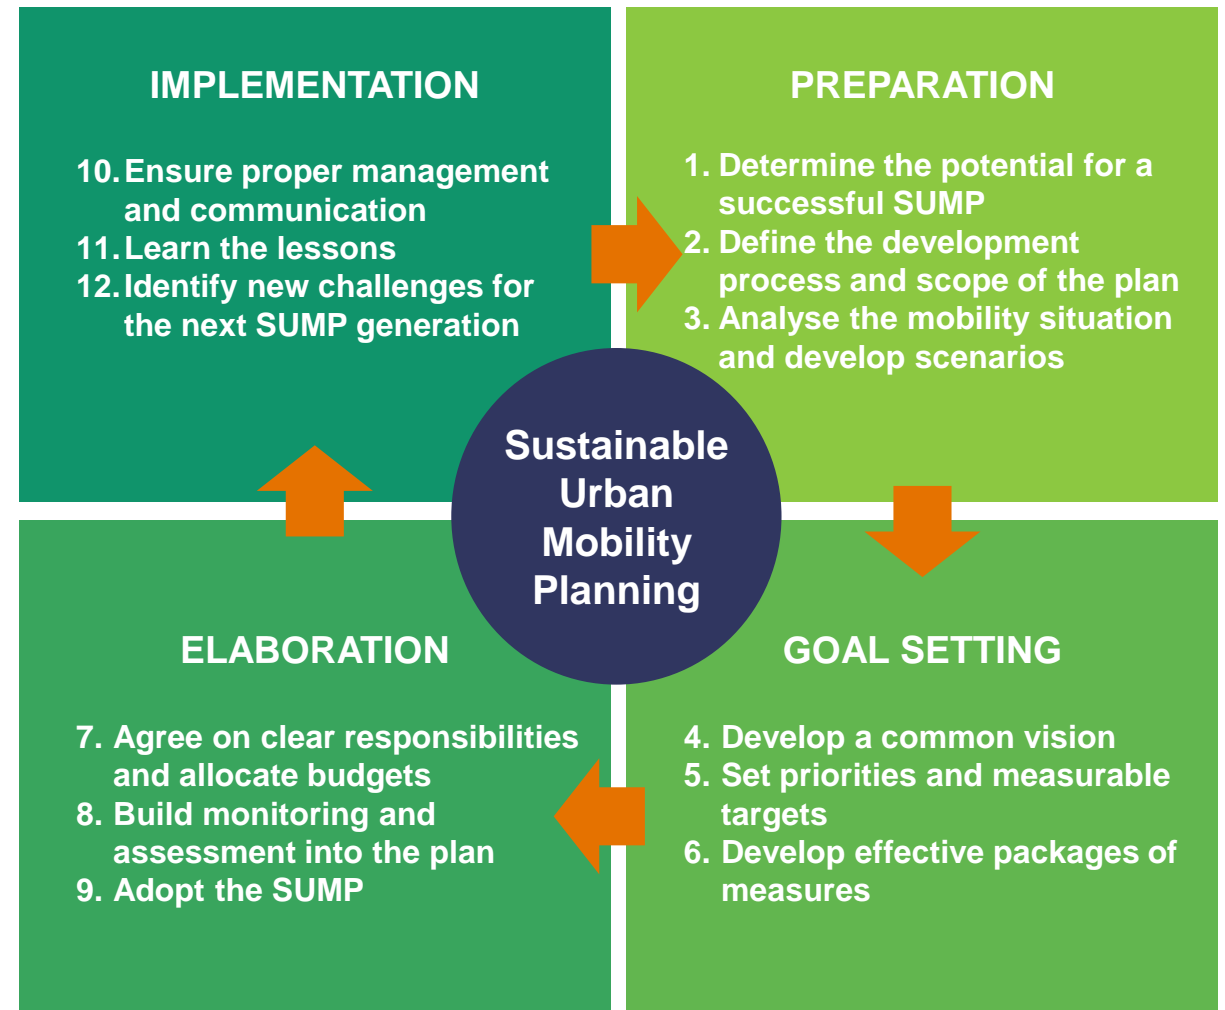 IMPLEMENTATION
10. Ensure proper management
and communication
11. Learn the lessons
12. Identify new challenges for
the next SUMP generation
PREPARATION
1. Determine the potential for a
successful SUMP
2. Define the development
process and scope of the plan
3. Analyse the mobility situation
and develop scenarios
Sustainable
Urban
Mobility
Planning
ELABORATION
7. Agree on clear responsibilities
and allocate budgets
8. Build monitoring and
assessment into the plan
9. Adopt the SUMP
GOAL SETTING
4. Develop a common vision
5. Set priorities and measurable
targets
6. Develop effective packages of
measures